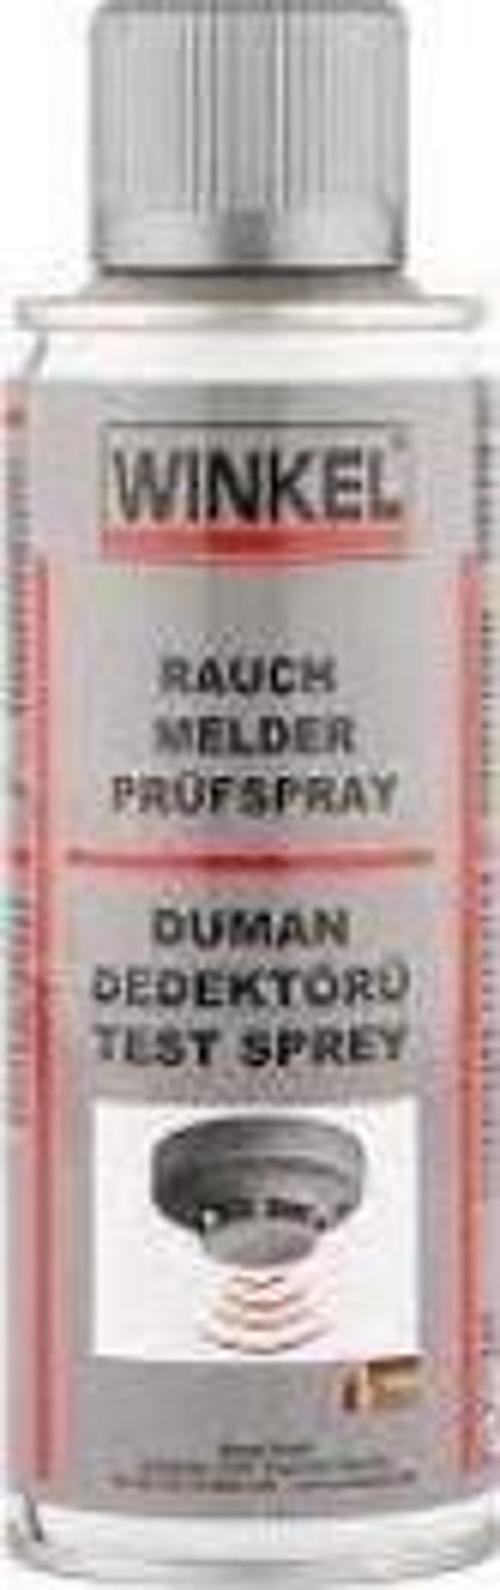 WINKEL
RAUCH
MELDER
PRÜFSPRAY
DUMAN
DEDEKTÖRÜ
TEST SPREY